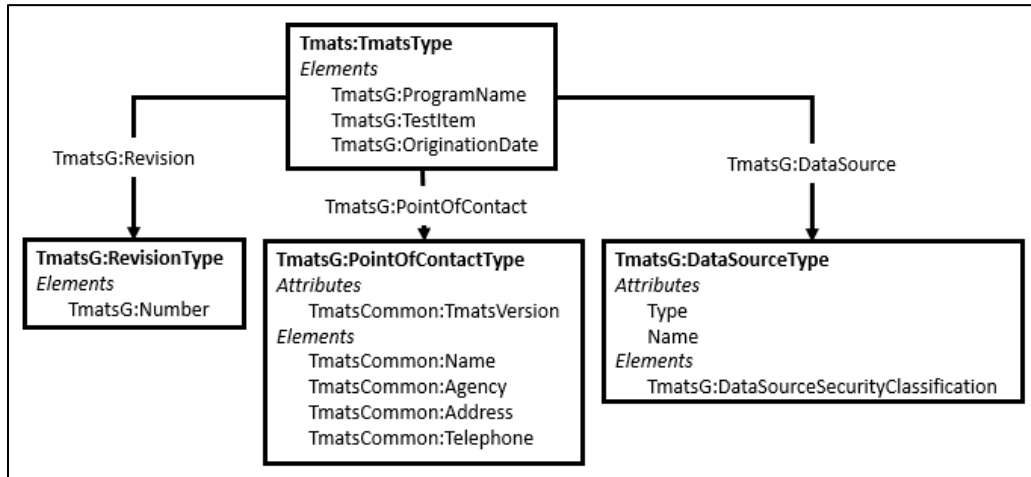 Tmats:TmatsType
Elements
TmatsG:ProgramName
TmatsG:TestItem
TmatsG:OriginationDate
TmatsG:Revision
TmatsG:PointOfContact
TmatsG:DataSource
TmatsG:RevisionType
Elements
TmatsG:Number
TmatsG:PointOfContactType
Attributes
TmatsCommon:TmatsVersion
Elements
TmatsCommon:Name
TmatsCommon:Agency
TmatsCommon:Address
TmatsCommon:Telephone
TmatsG:DataSourceType
Attributes
Type
Name
Elements
TmatsG:DataSourceSecurityClassification